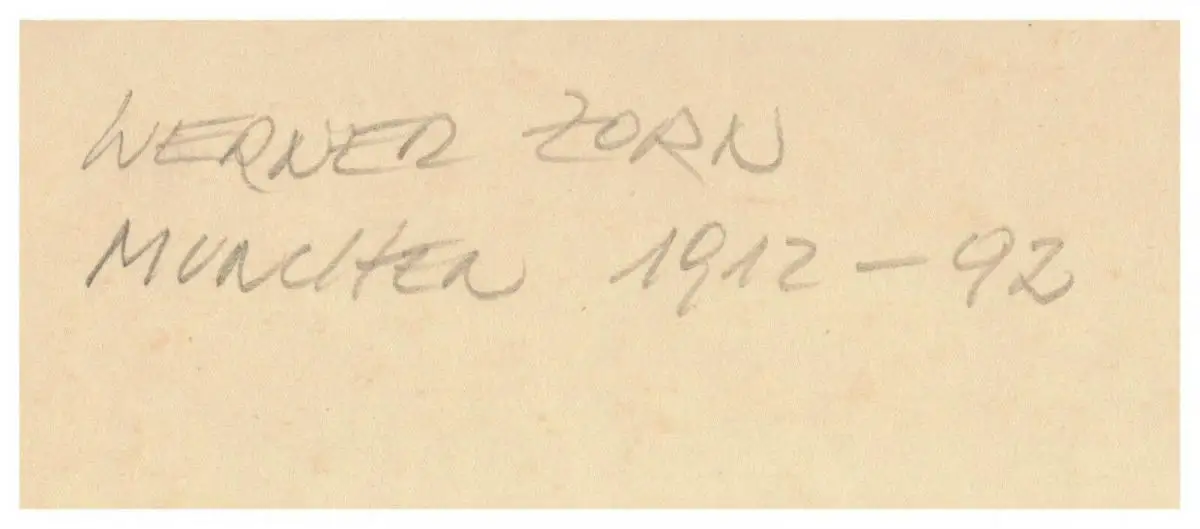 WERNER ZORN
MUNCHEN 1912 – 92